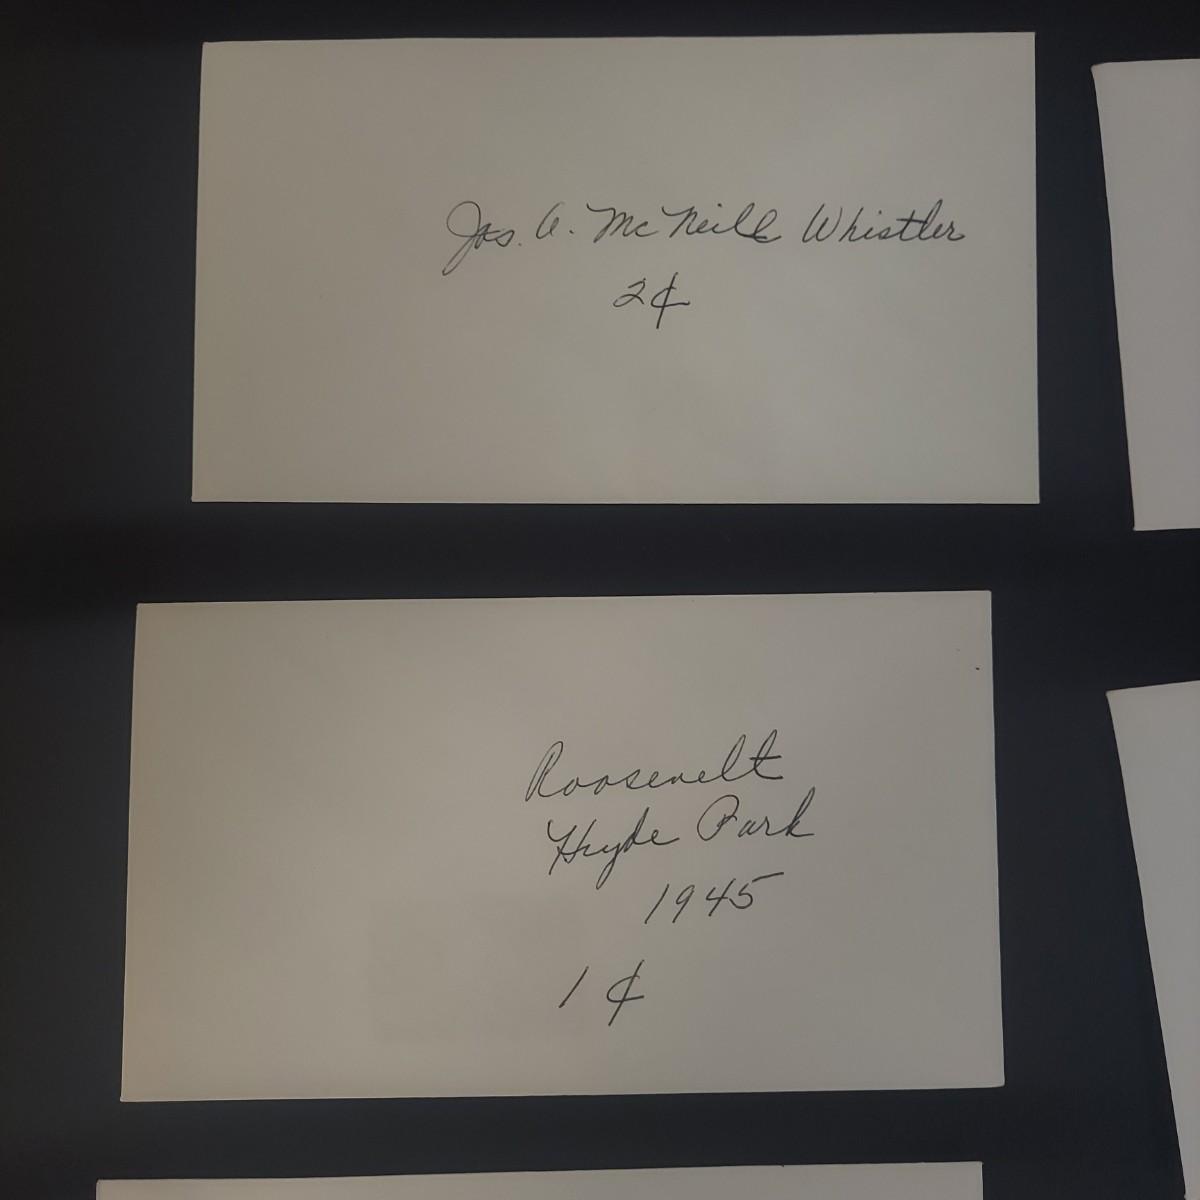 Jas. A. McNeill Whistler
2¢
Roosevelt
Hyde Park
1945
1¢